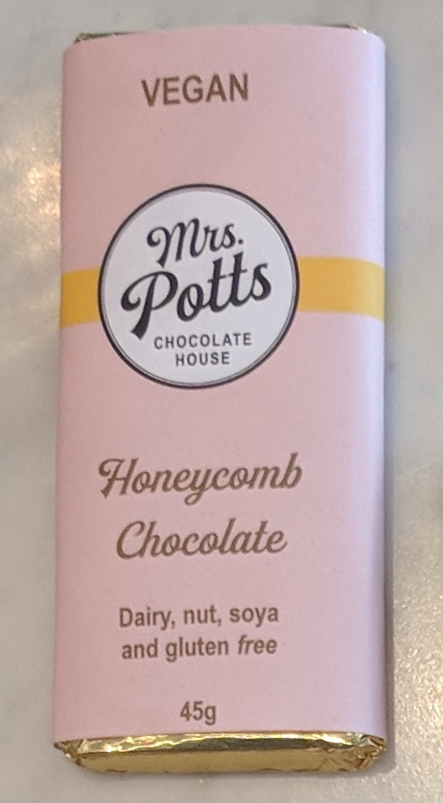 VEGAN
Mrs.
Potts
CHOCOLATE
HOUSE
Honeycomb
Chocolate
Dairy, nut, soya
and gluten free
45g